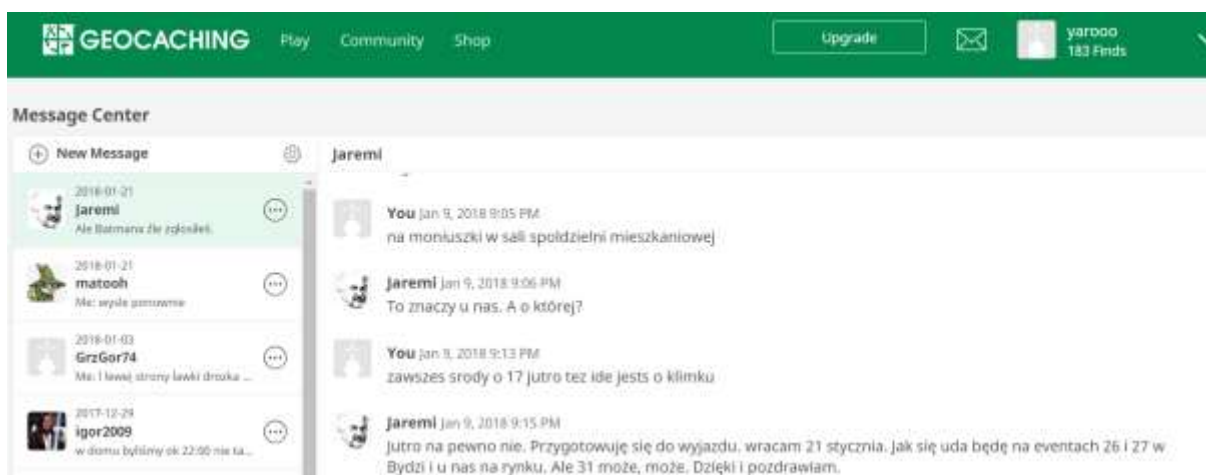 GEOCACHING Play Community Shop Upgrade yarooo
183 Finds
Message Center
New Message
2018-01-21
Jaremi
Ale Batmana źle zgłosiłeś.
2018-01-21
matooh
Me: wysle ponownie
2018-01-03
GrzGor74
Me: l lewej strony lawki drozka ...
2017-12-29
igor2009
w domu byliśmy ok 22:00 nie ta...
Jaremi
You Jan 9, 2018 9:05 PM
na moniuszki w sali spoldzielni mieszkaniowej
Jaremi Jan 9, 2018 9:06 PM
To znaczy u nas. A o której?
You Jan 9, 2018 9:13 PM
zawszes srody o 17 jutro tez ide jests o klimku
Jaremi Jan 9, 2018 9:15 PM
Jutro na pewno nie. Przygotowuję się do wyjazdu. wracam 21 stycznia. Jak się uda będę na eventach 26 i 27 w
Bydzi i u nas na rynku. Ale 31 może, może. Dzięki i pozdrawiam.